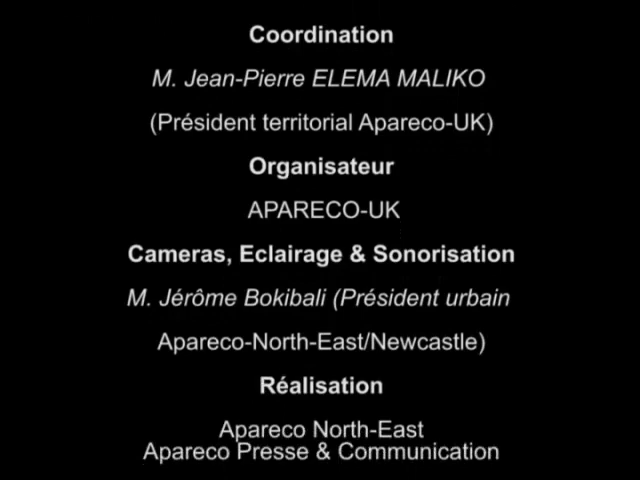 Coordination
M. Jean-Pierre ELEMA MALIKO
(Président territorial Apareco-UK)
Organisateur
APARECO-UK
Cameras, Eclairage & Sonorisation
M. Jérôme Bokibali (Président urbain
Apareco-North-East/Newcastle)
Réalisation
Apareco North-East
Apareco Presse & Communication